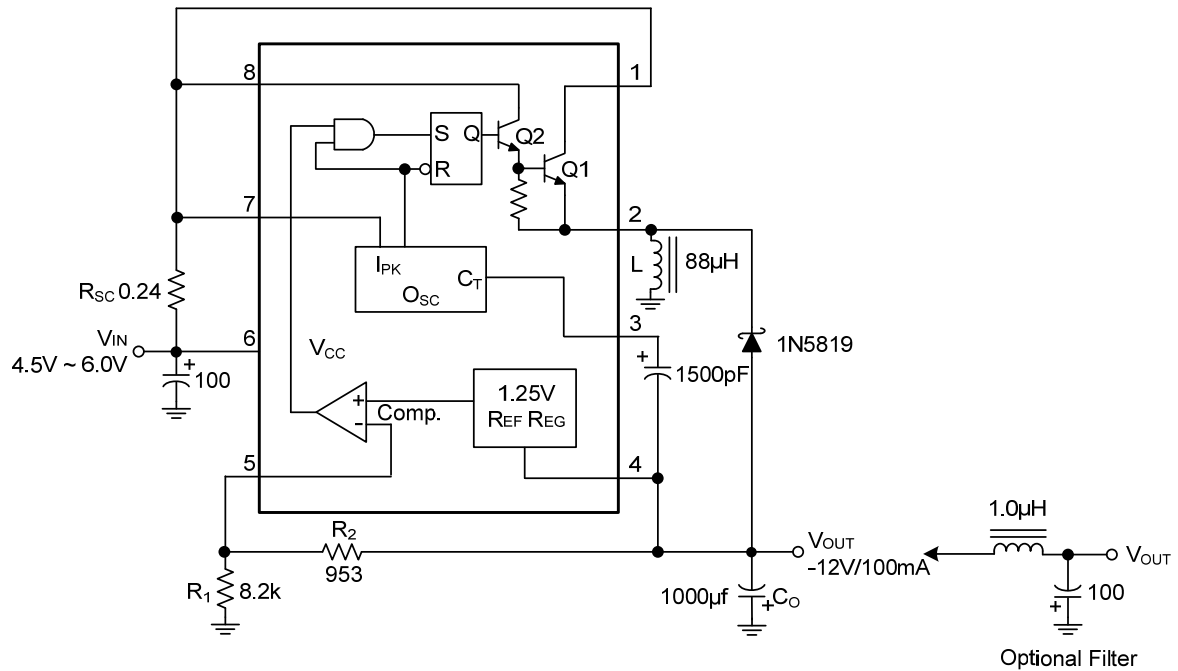 8
1
S
Q
Q2
R
Q1
7
2
IPK
CT
OSC
L
88μH
RSC 0.24
3
VIN
4.5V ~ 6.0V
6
VCC
1N5819
+
100
+
1500pF
1.25V
REF REG
+
-
Comp.
5
4
R2
953
1.0μH
VOUT
-12V/100mA
VOUT
R1
8.2k
1000μf
+
CO
+
100
Optional Filter